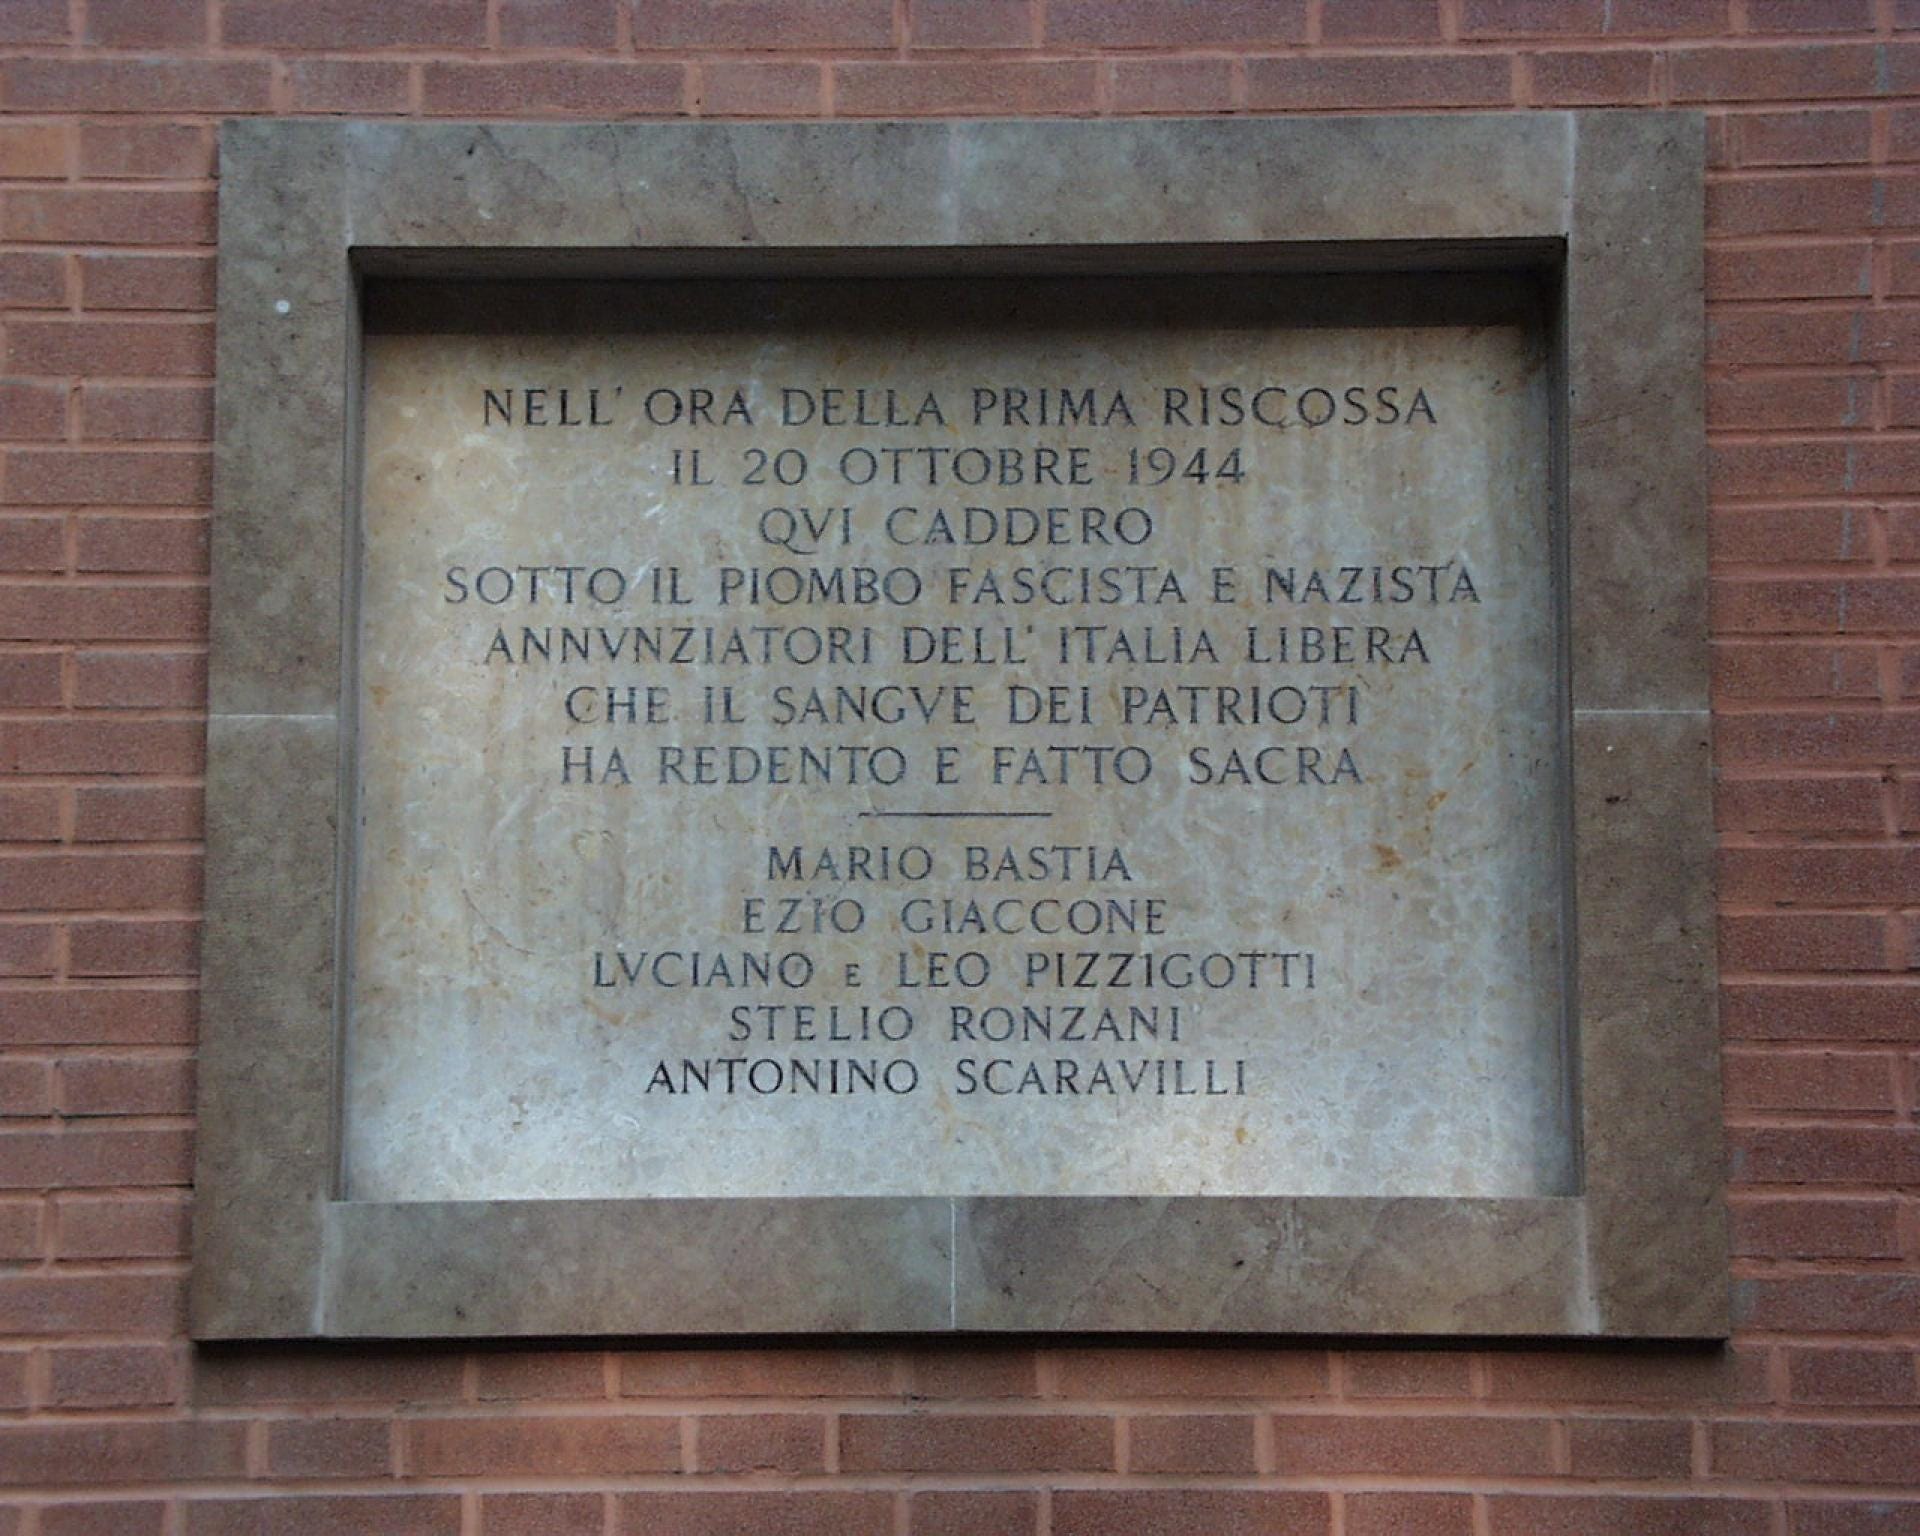 NELL' ORA DELLA PRIMA RISCOSSA
IL 20 OTTOBRE 1944
QVI CADDERO
SOTTO IL PIOMBO FASCISTA E NAZISTA
ANNVNZIATORI DELL' ITALIA LIBERA
CHE IL SANGVE DEI PATRIOTI
HA REDENTO E FATTO SACRA
MARIO BASTIA
EZIO GIACCONE
LVCIANO E LEO PIZZIGOTTI
STELIO RONZANI
ANTONINO SCARAVILLI